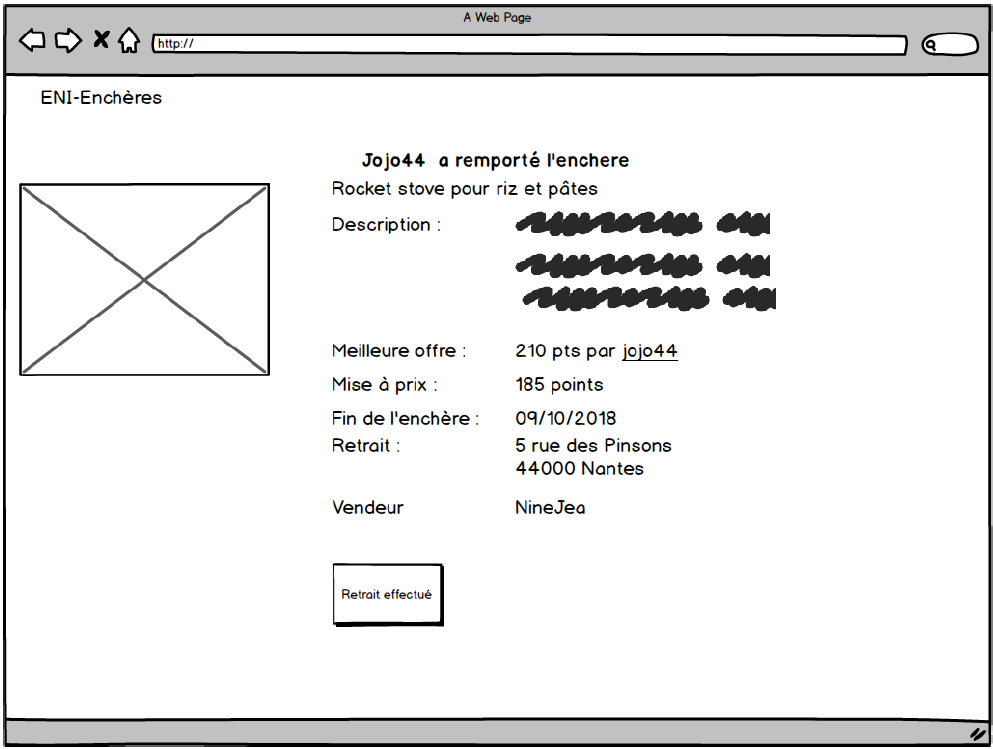 A Web Page
http://
ENI-Enchères
Jojo44 a remporté l'enchere
Rocket stove pour riz et pâtes
Description :
Meilleure offre : 210 pts par jojo44
Mise à prix : 185 points
Fin de l'enchère : 09/10/2018
Retrait : 5 rue des Pinsons
44000 Nantes
Vendeur NineJea
Retrait effectué